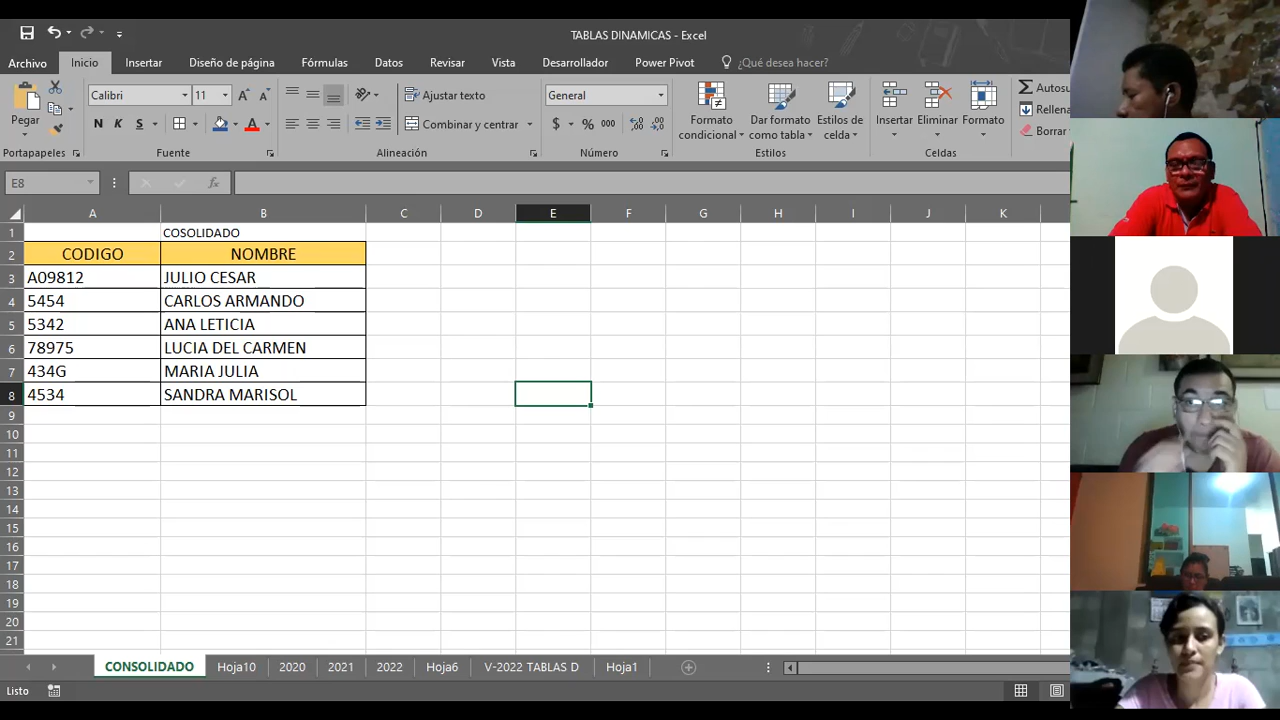 TABLAS DINAMICAS - Excel
Archivo Inicio Insertar Diseño de página Fórmulas Datos Revisar Vista Desarrollador Power Pivot ¿Qué desea hacer?
Calibri 11 A A Ajustar texto General Autosu
Pegar N K S A Combinar y centrar $ % 000 Formato condicional Dar formato como tabla Estilos de celda Insertar Eliminar Formato Rellena
Borrar
Portapapeles Fuente Alineación Número Estilos Celdas
E8 fx
A B C D E F G H I J K
1 COSOLIDADO
2 CODIGO NOMBRE
3 A09812 JULIO CESAR
4 5454 CARLOS ARMANDO
5 5342 ANA LETICIA
6 78975 LUCIA DEL CARMEN
7 434G MARIA JULIA
8 4534 SANDRA MARISOL
9
10
11
12
13
14
15
16
17
18
19
20
21
CONSOLIDADO Hoja10 2020 2021 2022 Hoja6 V-2022 TABLAS D Hoja1
Listo